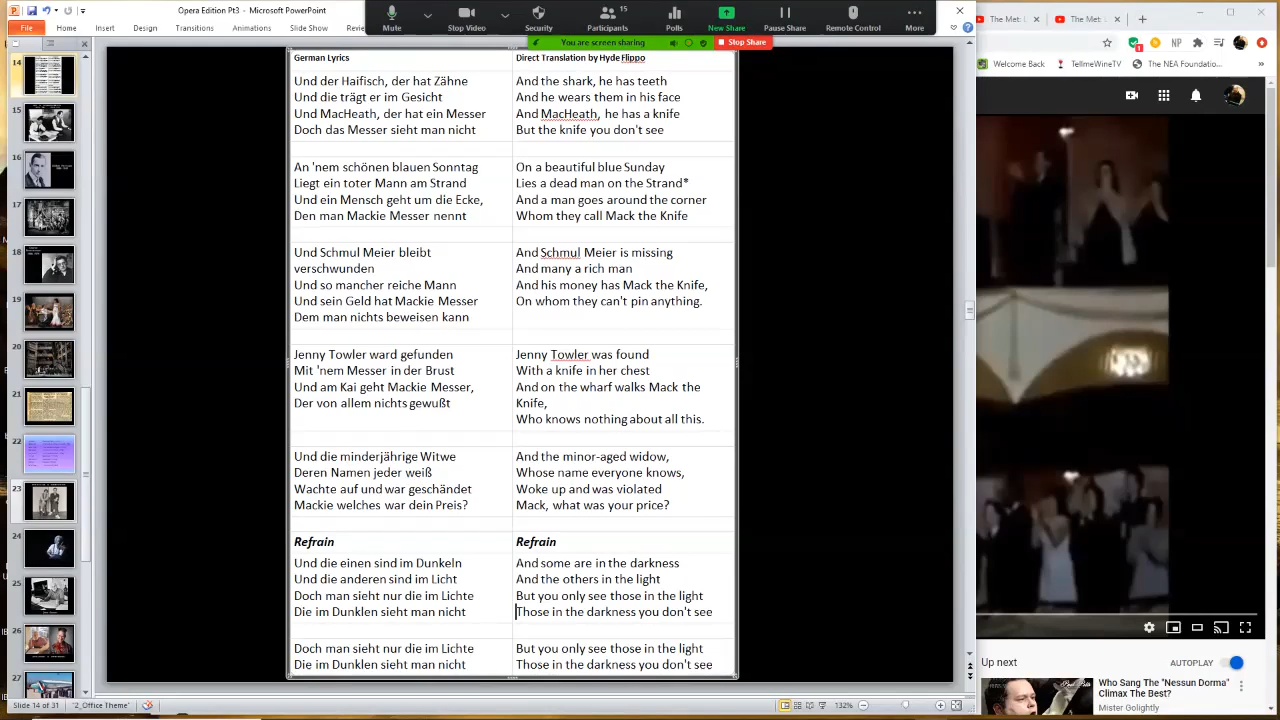 Opera Edition Pt3 - Microsoft PowerPoint
File
Home
Insert
Design
Transitions
Animations
Mute
Stop Video
Security
Participants
15
Polls
New Share
Pause Share
Remote Control
More
You are screen sharing
Stop Share
The Met:
The Met:
Welcome Back
TellmeWineTV
The NEA Foundatio...
14
15
16
17
18
19
20
21
22
23
24
25
26
27
German Lyrics
Direct Translation by Hyde Flippo
Und der Haifisch, der hat Zähne
Und die trägt er im Gesicht
Und MacHeath, der hat ein Messer
Doch das Messer sieht man nicht
And the shark, he has teeth
And he wears them in his face
And MacHeath, he has a knife
But the knife you don't see
An 'nem schönen blauen Sonntag
Liegt ein toter Mann am Strand
Und ein Mensch geht um die Ecke,
Den man Mackie Messer nennt
On a beautiful blue Sunday
Lies a dead man on the Strand*
And a man goes around the corner
Whom they call Mack the Knife
Und Schmul Meier bleibt
verschwunden
Und so mancher reiche Mann
Und sein Geld hat Mackie Messer
Dem man nichts beweisen kann
And Schmul Meier is missing
And many a rich man
And his money has Mack the Knife,
On whom they can't pin anything.
Jenny Towler ward gefunden
Mit 'nem Messer in der Brust
Und am Kai geht Mackie Messer,
Der von allem nichts gewußt
Jenny Towler was found
With a knife in her chest
And on the wharf walks Mack the
Knife,
Who knows nothing about all this.
Und die minderjährige Witwe
Deren Namen jeder weiß
Wachte auf und war geschändet
Mackie welches war dein Preis?
And the minor-aged widow,
Whose name everyone knows,
Woke up and was violated
Mack, what was your price?
Refrain
Refrain
Und die einen sind im Dunkeln
Und die anderen sind im Licht
Doch man sieht nur die im Lichte
Die im Dunklen sieht man nicht
And some are in the darkness
And the others in the light
But you only see those in the light
Those in the darkness you don't see
Doch man sieht nur die im Lichte
Die im Dunklen sieht man nicht
But you only see those in the light
Those in the darkness you don't see
Slide 14 of 31
"2_Office Theme"
132%
Up next
AUTOPLAY
Who Sang The "Nessun Dorma"
Climax The Best?
Mister Golightly